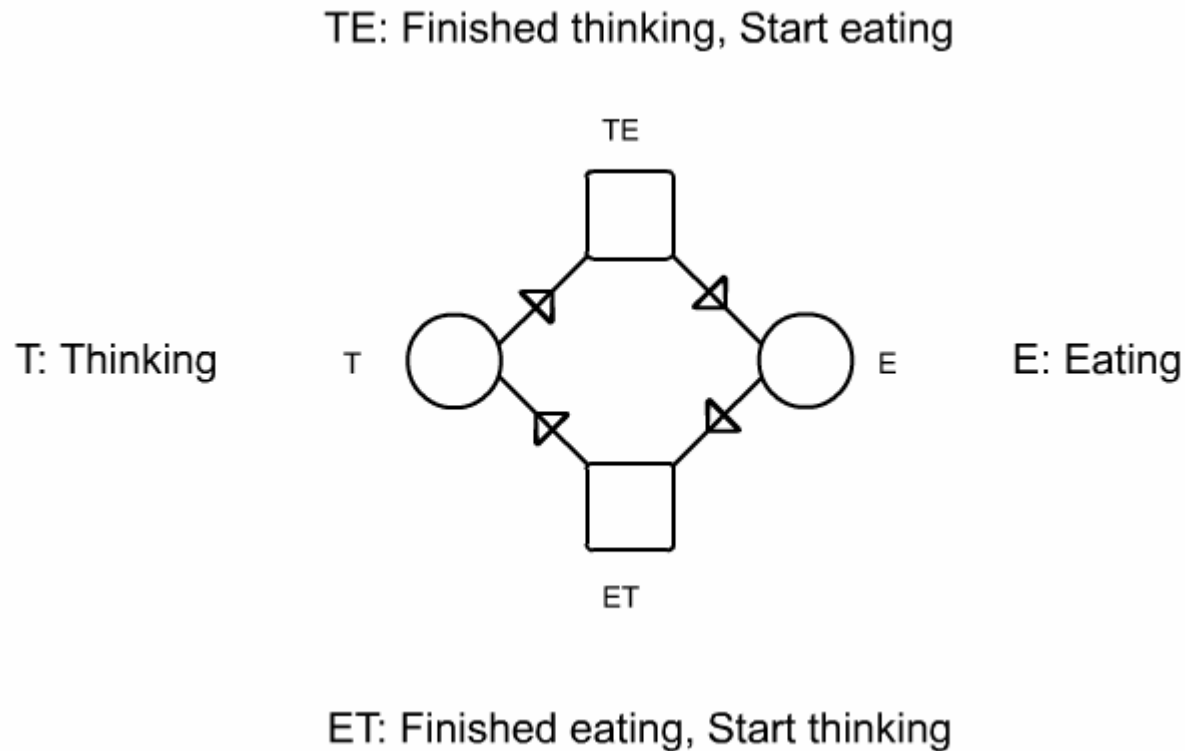 TE: Finished thinking, Start eating
TE
T: Thinking
T
E
E: Eating
ET
ET: Finished eating, Start thinking